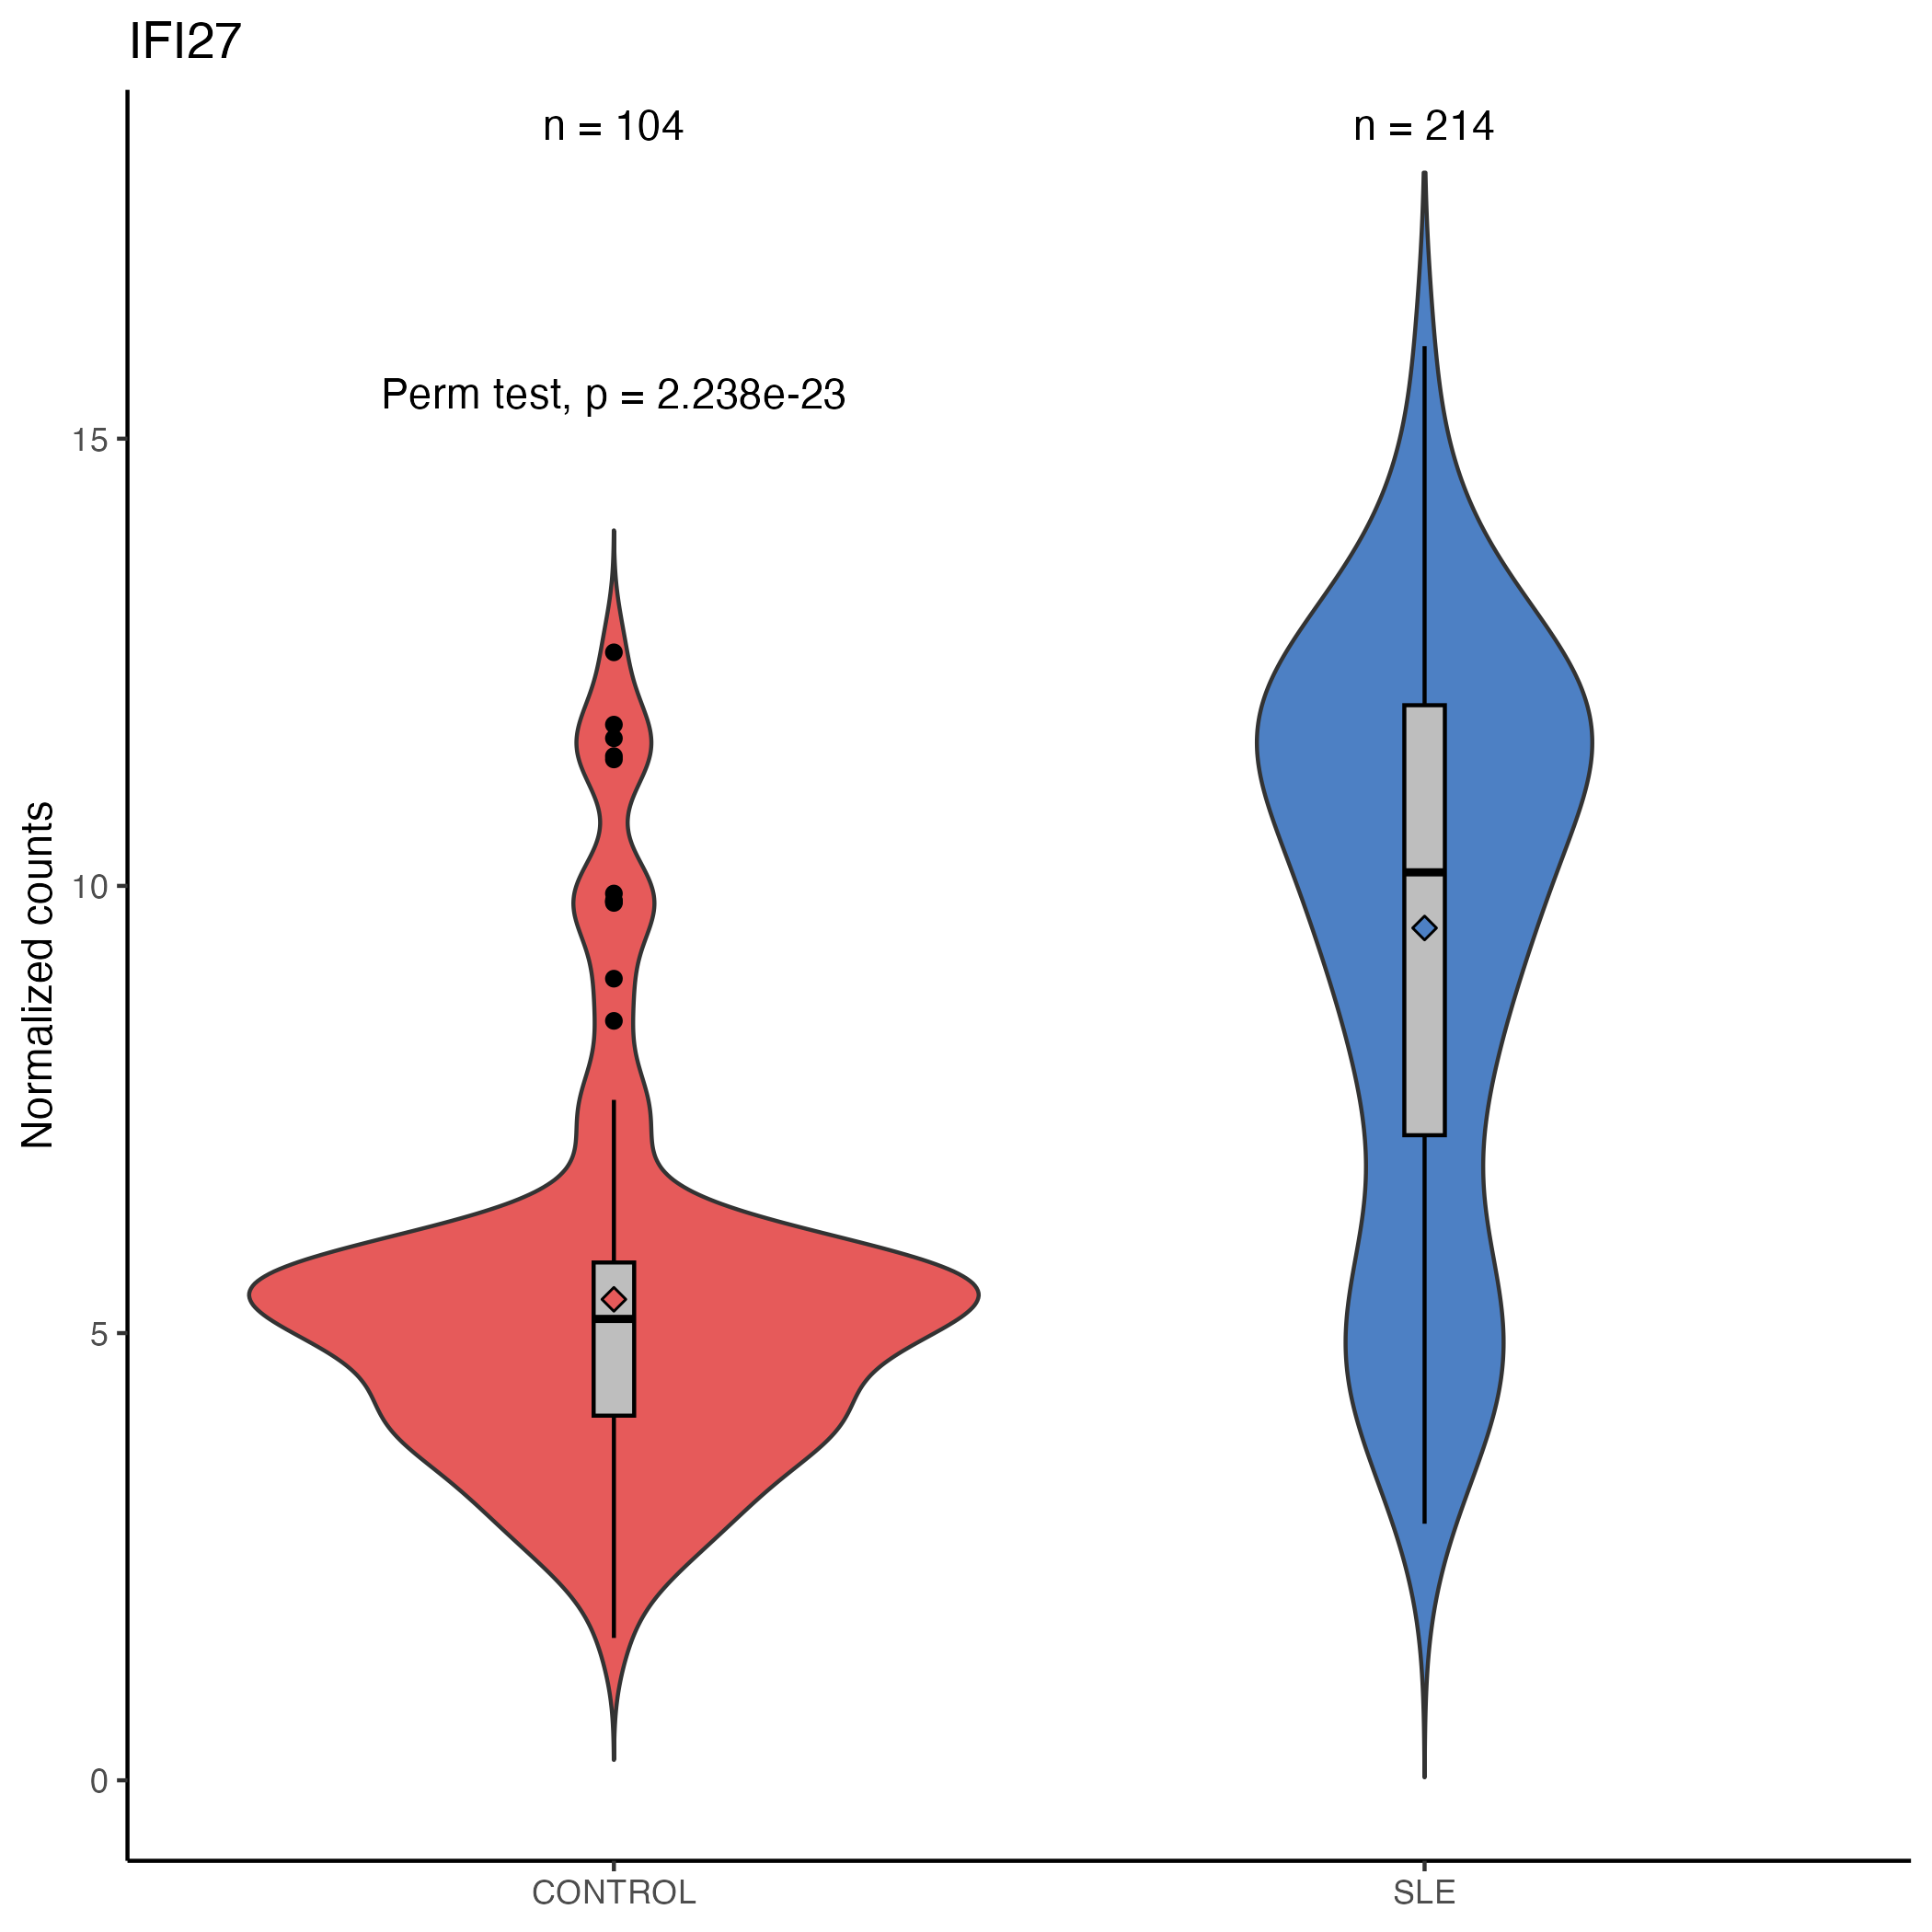 IFI27
n = 104
n = 214
Perm test, p = 2.238e-23
15
10
5
0
Normalized counts
CONTROL
SLE